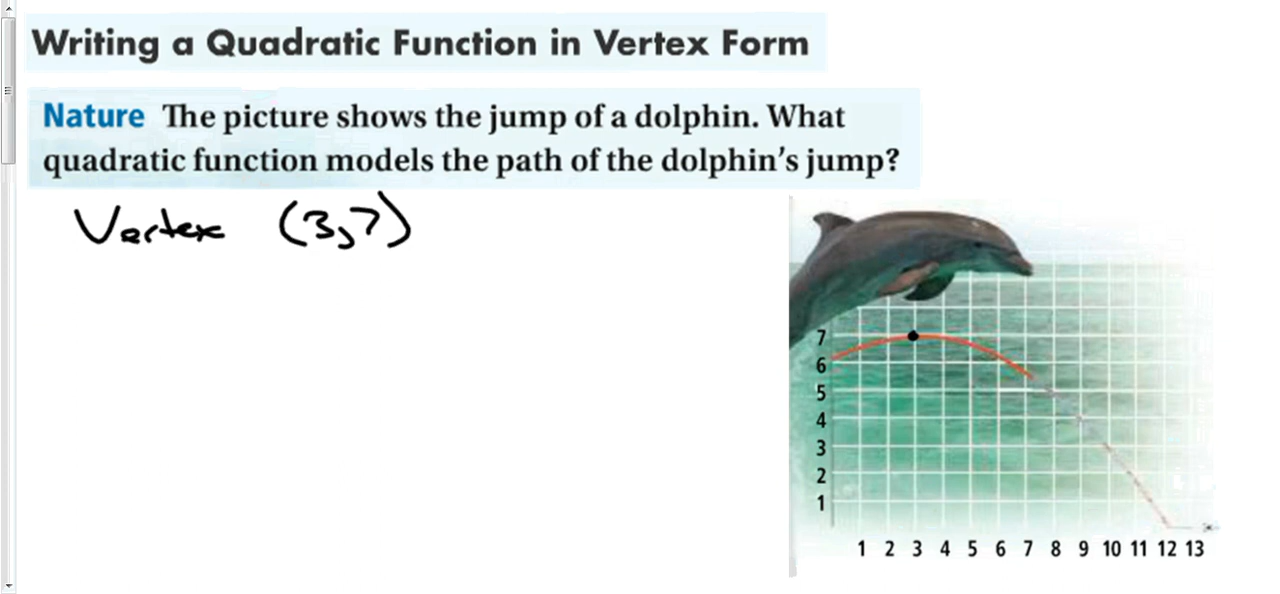 Writing a Quadratic Function in Vertex Form
Nature The picture shows the jump of a dolphin. What
quadratic function models the path of the dolphin's jump?
Vertex (3,7)
7
6
5
4
3
2
1
1 2 3 4 5 6 7 8 9 10 11 12 13